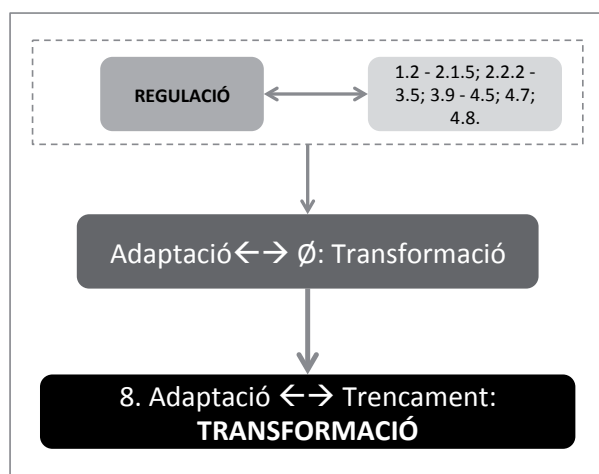 REGULACIÓ
1.2 - 2.1.5; 2.2.2 -
3.5; 3.9 - 4.5; 4.7;
4.8.
Adaptació←→ Ø: Transformació
8. Adaptació ←→ Trencament:
TRANSFORMACIÓ